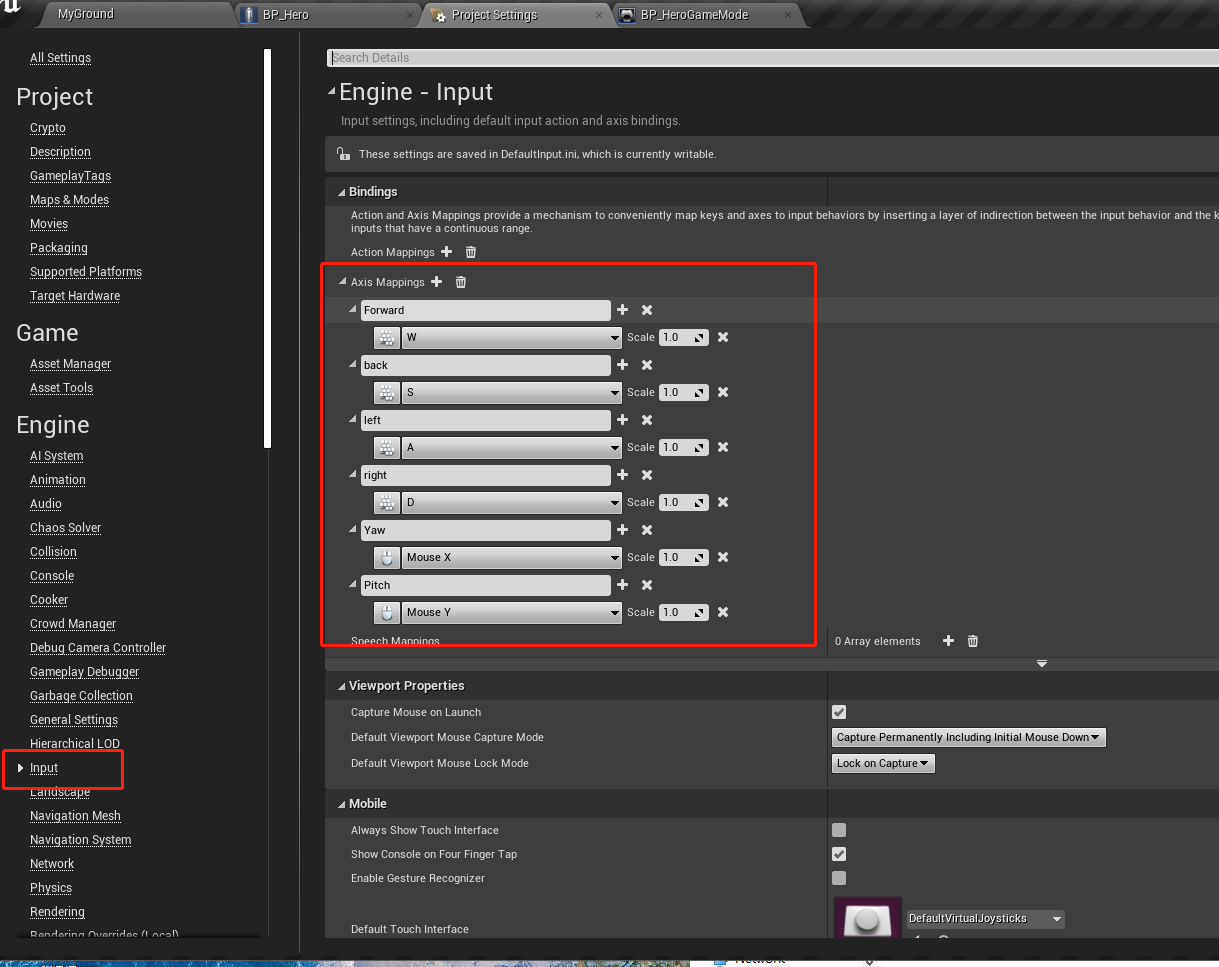 MyGround
BP_Hero
Project Settings
BP_HeroGameMode
All Settings
Project
Crypto
Description
GameplayTags
Maps & Modes
Movies
Packaging
Supported Platforms
Target Hardware
Game
Asset Manager
Asset Tools
Engine
AI System
Animation
Audio
Chaos Solver
Collision
Console
Cooker
Crowd Manager
Debug Camera Controller
Gameplay Debugger
Garbage Collection
General Settings
Hierarchical LOD
Input
Landscape
Navigation Mesh
Navigation System
Network
Physics
Rendering
Rendering Overrides (Local)
Search Details
Engine - Input
Input settings, including default input action and axis bindings.
These settings are saved in DefaultInput.ini, which is currently writable.
Bindings
Action and Axis Mappings provide a mechanism to conveniently map keys and axes to input behaviors by inserting a layer of indirection between the input behavior and the k
inputs that have a continuous range.
Action Mappings
Axis Mappings
Forward
W Scale 1.0
back
S Scale 1.0
left
A Scale 1.0
right
D Scale 1.0
Yaw
Mouse X Scale 1.0
Pitch
Mouse Y Scale 1.0
Speech Mappings 0 Array elements
Viewport Properties
Capture Mouse on Launch
Default Viewport Mouse Capture Mode Capture Permanently Including Initial Mouse Down
Default Viewport Mouse Lock Mode Lock on Capture
Mobile
Always Show Touch Interface
Show Console on Four Finger Tap
Enable Gesture Recognizer
Default Touch Interface DefaultVirtualJoysticks
Network